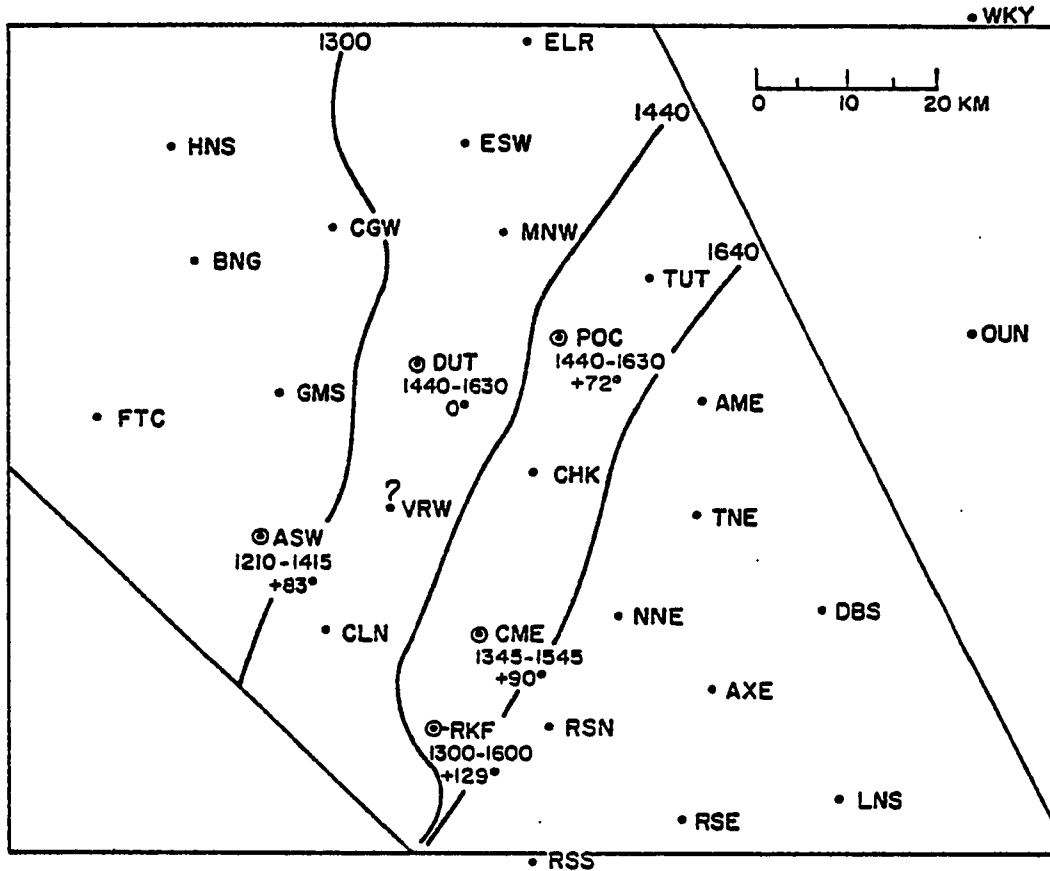 WKY
1300
ELR
0 10 20 KM
1440
HNS
ESW
CGW
MNW
BNG
1640
TUT
OUN
POC
1440-1630
+72°
DUT
1440-1630
0°
GMS
AME
FTC
CHK
?
VRW
TNE
ASW
1210-1415
+83°
CLN
NNE
DBS
CME
1345-1545
+90°
AXE
RKF
1300-1600
+129°
RSN
LNS
RSE
RSS